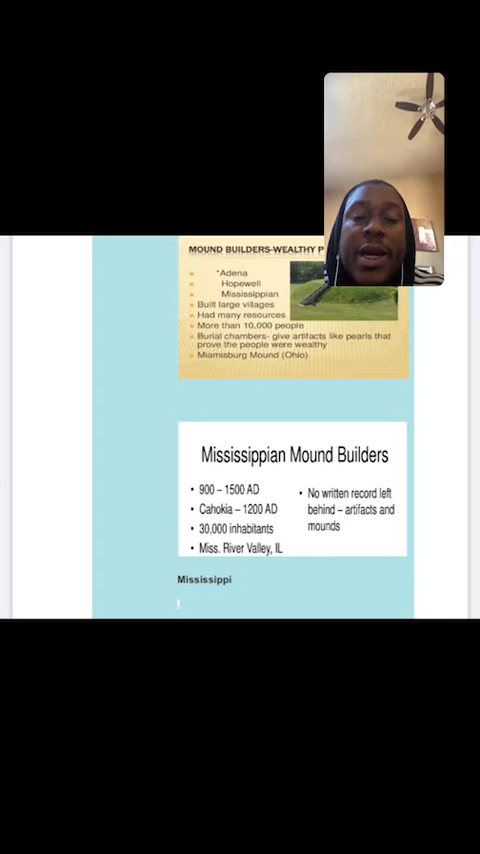 MOUND BUILDERS-WEALTHY P
*Adena
Hopewell
Mississippian
Built large villages
Had many resources
More than 10,000 people
Burial chambers- give artifacts like pearls that
prove the people were wealthy
Miamisburg Mound (Ohio)
Mississippian Mound Builders
• 900 – 1500 AD
• Cahokia – 1200 AD
• 30,000 inhabitants
• Miss. River Valley, IL
• No written record left
behind – artifacts and
mounds
Mississippi